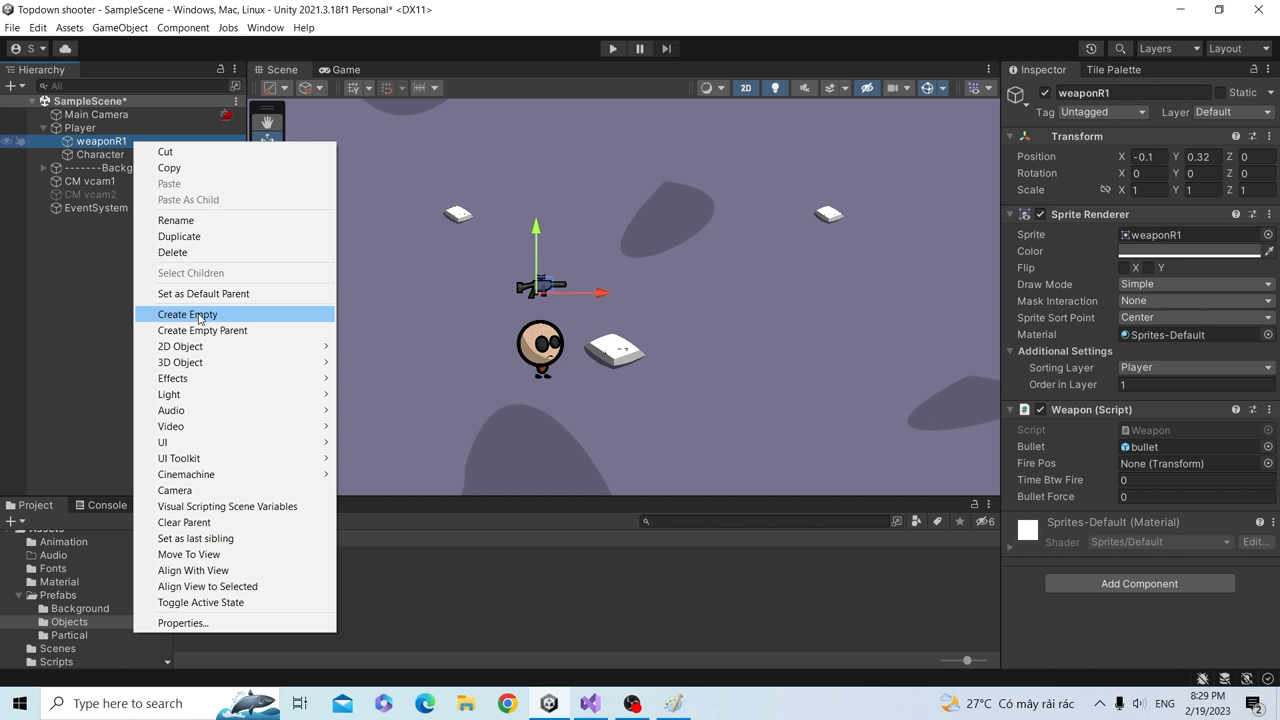 Topdown shooter - SampleScene - Windows, Mac, Linux - Unity 2021.3.18f1 Personal* <DX11>
File Edit Assets GameObject Component Jobs Window Help
S Layers Layout
Hierarchy Scene Game Inspector Tile Palette
All 2D weaponR1 Static
SampleScene*
Main Camera Tag Untagged Layer Default
Player
weaponR1
Character
-------Backg
CM vcam1
CM vcam2
EventSystem
Cut
Copy
Paste
Paste As Child
Rename
Duplicate
Delete
Select Children
Set as Default Parent
Create Empty
Create Empty Parent
2D Object
3D Object
Effects
Light
Audio
Video
UI
UI Toolkit
Cinemachine
Camera
Visual Scripting Scene Variables
Clear Parent
Set as last sibling
Move To View
Align With View
Align View to Selected
Toggle Active State
Properties...
Transform
Position X -0.1 Y 0.32 Z 0
Rotation X 0 Y 0 Z 0
Scale X 1 Y 1 Z 1
Sprite Renderer
Sprite weaponR1
Color
Flip X Y
Draw Mode Simple
Mask Interaction None
Sprite Sort Point Center
Material Sprites-Default
Additional Settings
Sorting Layer Player
Order in Layer 1
Weapon (Script)
Script Weapon
Bullet bullet
Fire Pos None (Transform)
Time Btw Fire 0
Bullet Force 0
Sprites-Default (Material)
Shader Sprites/Default Edit...
Add Component
Project Console
6
Animation
Audio
Fonts
Material
Prefabs
Background
Objects
Partical
Scenes
Scripts
Type here to search
27°C Có mây rải rác
ENG
8:29 PM
2/19/2023
2